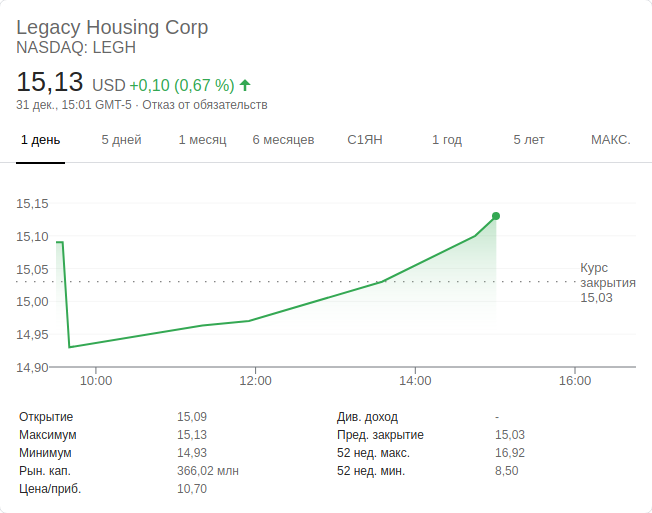 Legacy Housing Corp
NASDAQ: LEGH
15,13 USD +0,10 (0,67 %)
31 дек., 15:01 GMT-5 · Отказ от обязательств
1 день 5 дней 1 месяц 6 месяцев С1ЯН 1 год 5 лет МАКС.
15,15
15,10
15,05
15,00
14,95
14,90
Курс
закрытия
15,03
10:00 12:00 14:00 16:00
Открытие 15,09 Див. доход -
Максимум 15,13 Пред. закрытие 15,03
Минимум 14,93 52 нед. макс. 16,92
Рын. кап. 366,02 млн 52 нед. мин. 8,50
Цена/приб. 10,70